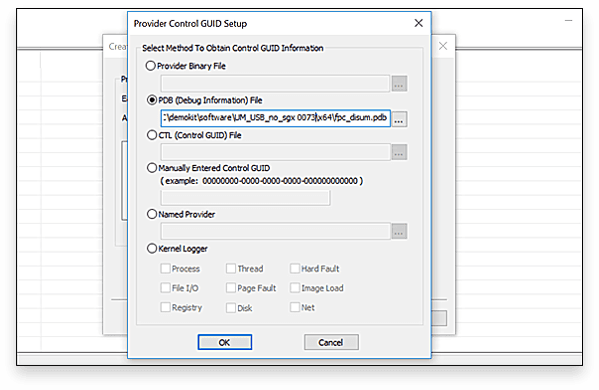 Provider Control GUID Setup
Select Method To Obtain Control GUID Information
Provider Binary File
...
PDB (Debug Information) File
:\demokit\software\UM_USB_no_sgx 0073\x64\fpc_disum.pdb
...
CTL (Control GUID) File
...
Manually Entered Control GUID
( example: 00000000-0000-0000-0000-000000000000 )
Named Provider
...
Kernel Logger
Process Thread Hard Fault
File I/O Page Fault Image Load
Registry Disk Net
OK Cancel
Crea
Pr
Ea
A